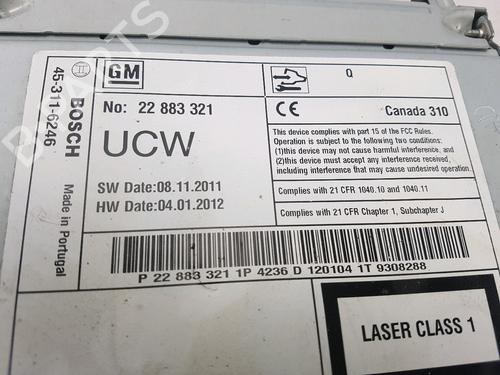 GM
No: 22 883 321
UCW
SW Date:08.11.2011
HW Date:04.01.2012
BOSCH
45-311-6246
Made in Portugal
Q
CE
Canada 310
This device complies with part 15 of the FCC Rules.
Operation is subject to the following two conditions:
(1)this device may not cause harmful interference, and
(2)this device must accept any interference received,
including interference that may cause undesired operation.
Complies with 21 CFR 1040.10 and 1040.11
Complies with 21 CFR Chapter 1, Subchapter J
P 22 883 321 1P 4236 D 120104 1T 9308288
LASER CLASS 1